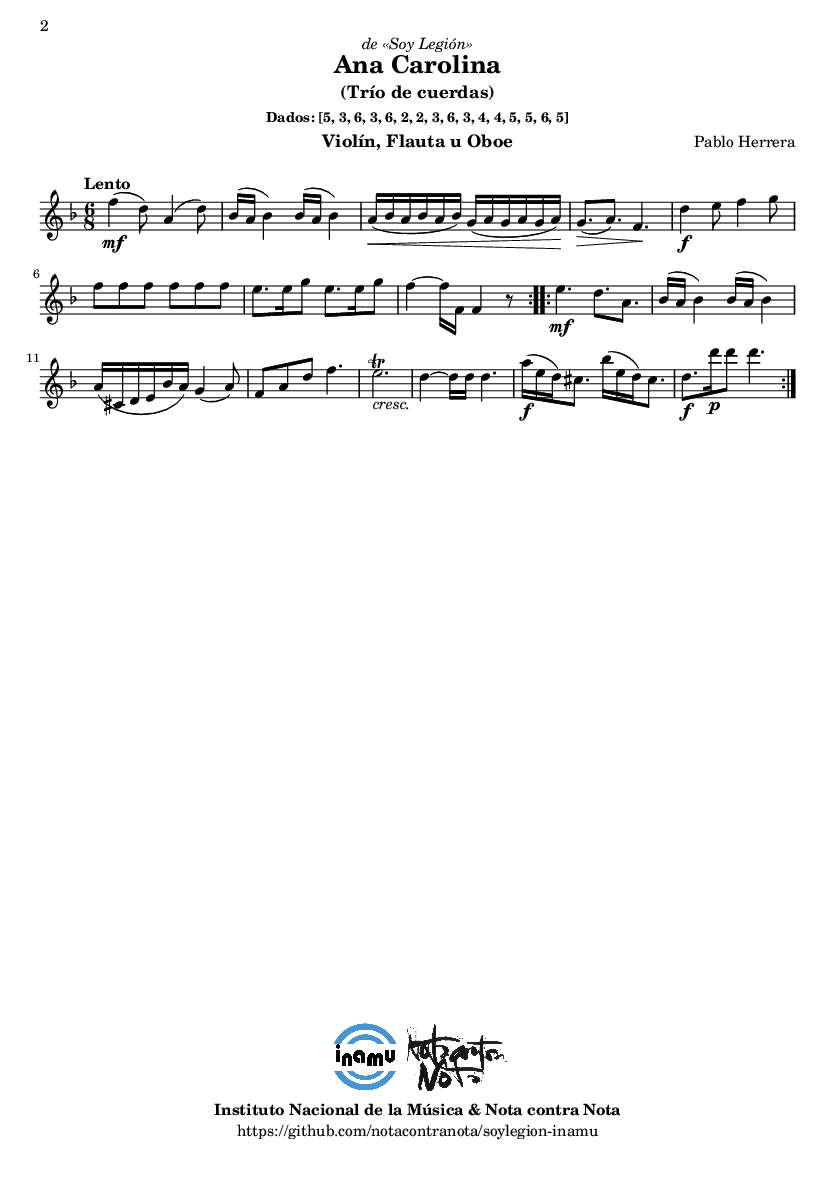 2
de «Soy Legión»
Ana Carolina
(Trío de cuerdas)
Dados: [5, 3, 6, 3, 6, 2, 2, 3, 6, 3, 4, 4, 5, 5, 6, 5]
Violín, Flauta u Oboe
Pablo Herrera
Lento
6
8
mf
f
6
mf
11
tr
cresc.
f
f
p
inamu
Nota contra
Nota
Instituto Nacional de la Música & Nota contra Nota
https://github.com/notacontranota/soylegion-inamu